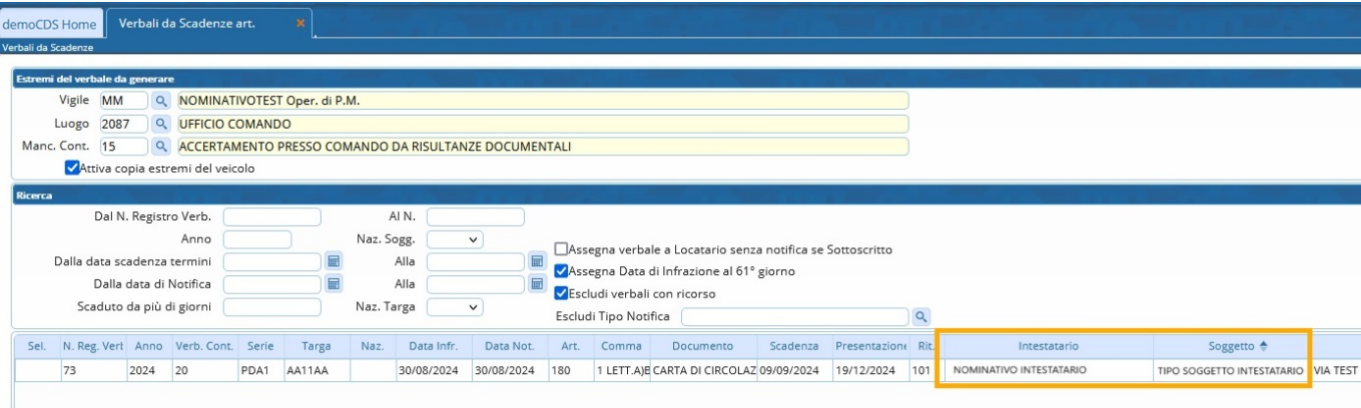 demoCDS Home Verbali da Scadenze art. ×
Verbali da Scadenze
Estremi del verbale da generare
Vigile MM NOMINATIVOTEST Oper. di P.M.
Luogo 2087 UFFICIO COMANDO
Manc. Cont. 15 ACCERTAMENTO PRESSO COMANDO DA RISULTANZE DOCUMENTALI
Attiva copia estremi del veicolo
Ricerca
Dal N. Registro Verb. Al N.
Anno Naz. Sogg.
Assegna verbale a Locatario senza notifica se Sottoscritto
Dalla data scadenza termini Alla
Assegna Data di Infrazione al 61° giorno
Dalla data di Notifica Alla
Escludi verbali con ricorso
Scaduto da più di giorni Naz. Targa
Escludi Tipo Notifica
Sel. N. Reg. Vert Anno Verb. Cont. Serie Targa Naz. Data Infr. Data Not. Art. Comma Documento Scadenza Presentazione Rit. Intestatario Soggetto
73 2024 20 PDA1 AA11AA 30/08/2024 30/08/2024 180 1 LETT.A)E CARTA DI CIRCOLAZ 09/09/2024 19/12/2024 101 NOMINATIVO INTESTATARIO TIPO SOGGETTO INTESTATARIO VIA TEST